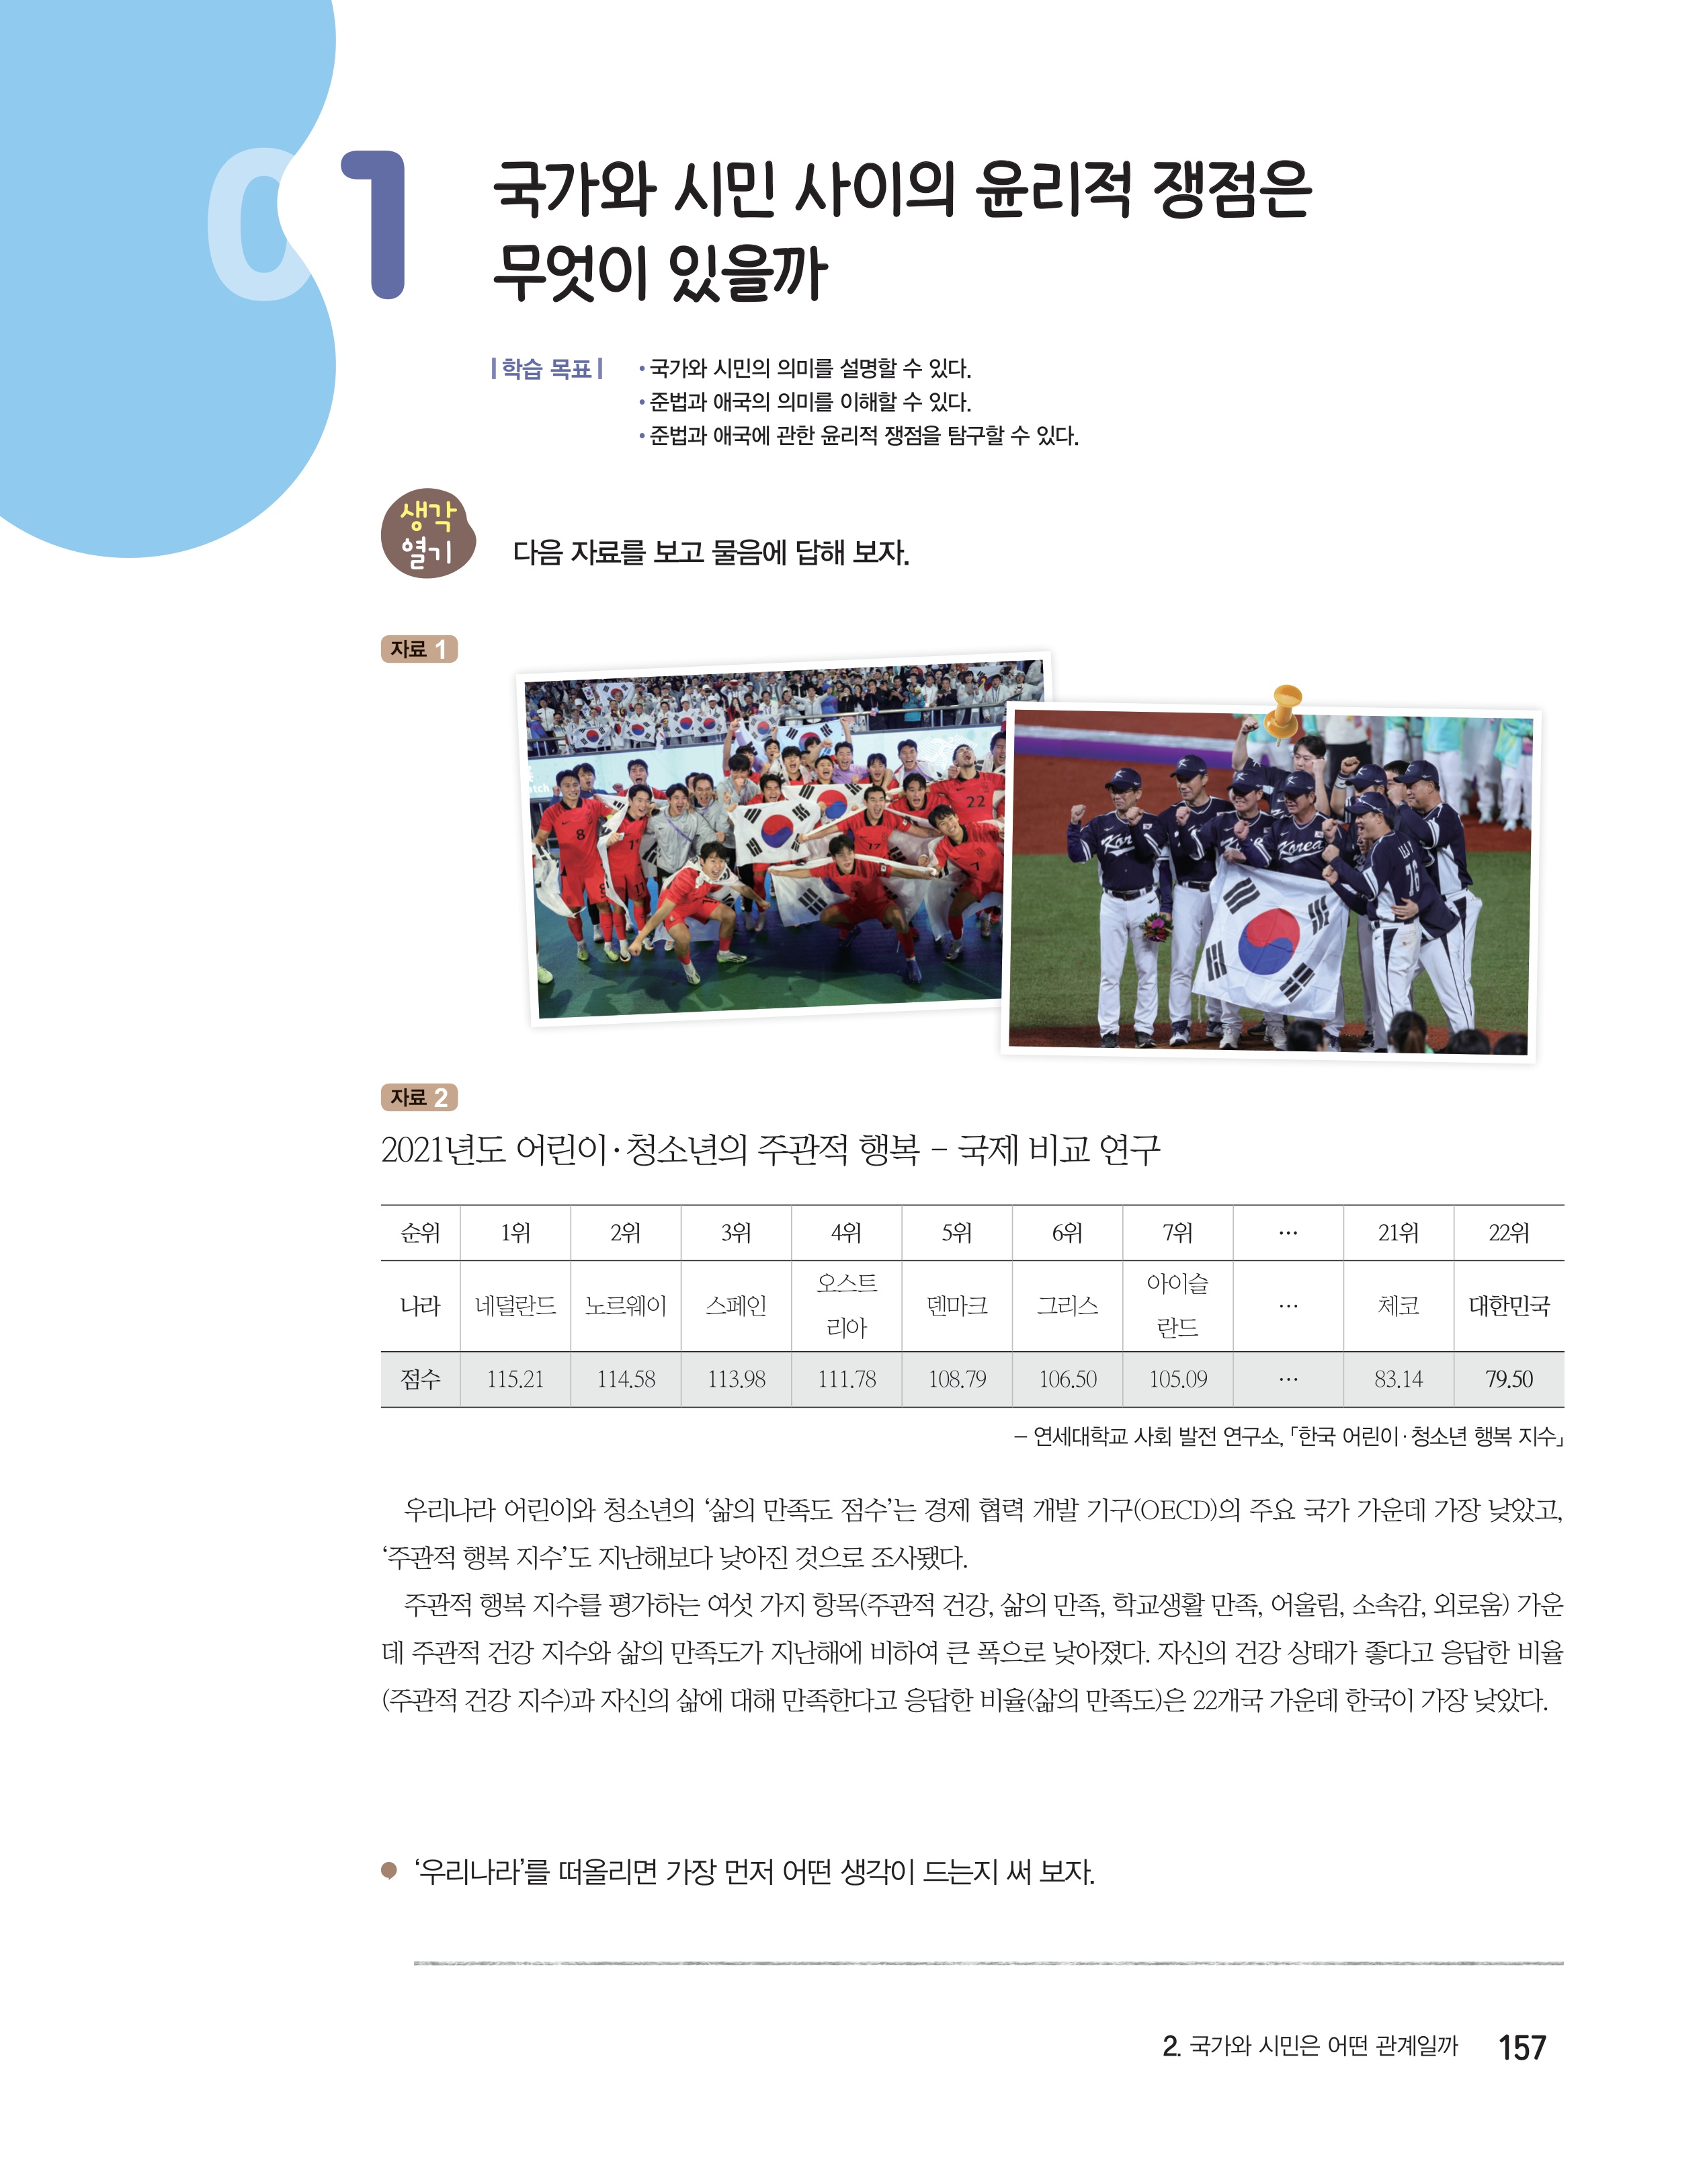 01
국가와 시민 사이의 윤리적 쟁점은
무엇이 있을까
학습 목표
• 국가와 시민의 의미를 설명할 수 있다.
• 준법과 애국의 의미를 이해할 수 있다.
• 준법과 애국에 관한 윤리적 쟁점을 탐구할 수 있다.
생각
열기
다음 자료를 보고 물음에 답해 보자.
자료 1
8
22
17
7
Korea
Korea
76
자료 2
2021년도 어린이·청소년의 주관적 행복 – 국제 비교 연구
순위 1위 2위 3위 4위 5위 6위 7위 … 21위 22위
나라 네덜란드 노르웨이 스페인 오스트리아 덴마크 그리스 아이슬란드 … 체코 대한민국
점수 115.21 114.58 113.98 111.78 108.79 106.50 105.09 … 83.14 79.50
– 연세대학교 사회 발전 연구소, 「한국 어린이·청소년 행복 지수」
우리나라 어린이와 청소년의 ‘삶의 만족도 점수’는 경제 협력 개발 기구(OECD)의 주요 국가 가운데 가장 낮았고,
‘주관적 행복 지수’도 지난해보다 낮아진 것으로 조사됐다.
주관적 행복 지수를 평가하는 여섯 가지 항목(주관적 건강, 삶의 만족, 학교생활 만족, 어울림, 소속감, 외로움) 가운
데 주관적 건강 지수와 삶의 만족도가 지난해에 비하여 큰 폭으로 낮아졌다. 자신의 건강 상태가 좋다고 응답한 비율
(주관적 건강 지수)과 자신의 삶에 대해 만족한다고 응답한 비율(삶의 만족도)은 22개국 가운데 한국이 가장 낮았다.
‘우리나라’를 떠올리면 가장 먼저 어떤 생각이 드는지 써 보자.
2. 국가와 시민은 어떤 관계일까 157